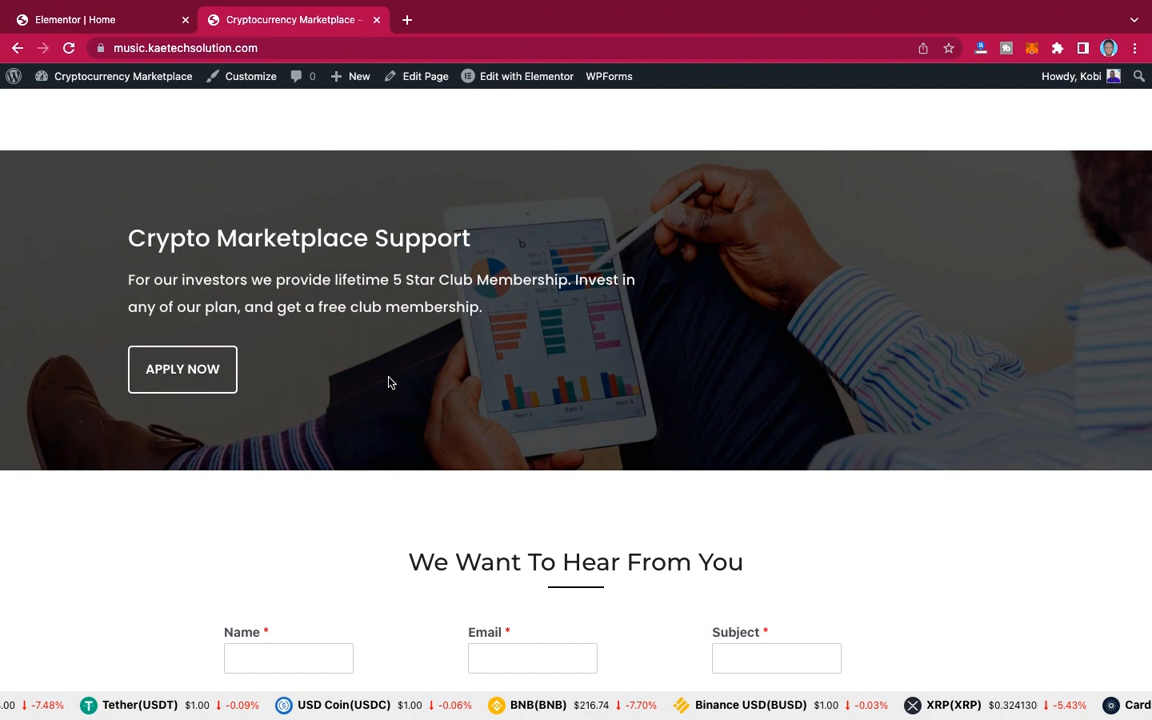 Elementor | Home
Cryptocurrency Marketplace –
music.kaetechsolution.com
Cryptocurrency Marketplace
Customize
0
New
Edit Page
Edit with Elementor
WPForms
Howdy, Kobi
Crypto Marketplace Support
For our investors we provide lifetime 5 Star Club Membership. Invest in
any of our plan, and get a free club membership.
APPLY NOW
We Want To Hear From You
Name *
Email *
Subject *
.00 ↓ -7.48% Tether(USDT) $1.00 ↓ -0.09% USD Coin(USDC) $1.00 ↓ -0.06% BNB(BNB) $216.74 ↓ -7.70% Binance USD(BUSD) $1.00 ↓ -0.03% XRP(XRP) $0.324130 ↓ -5.43% Card